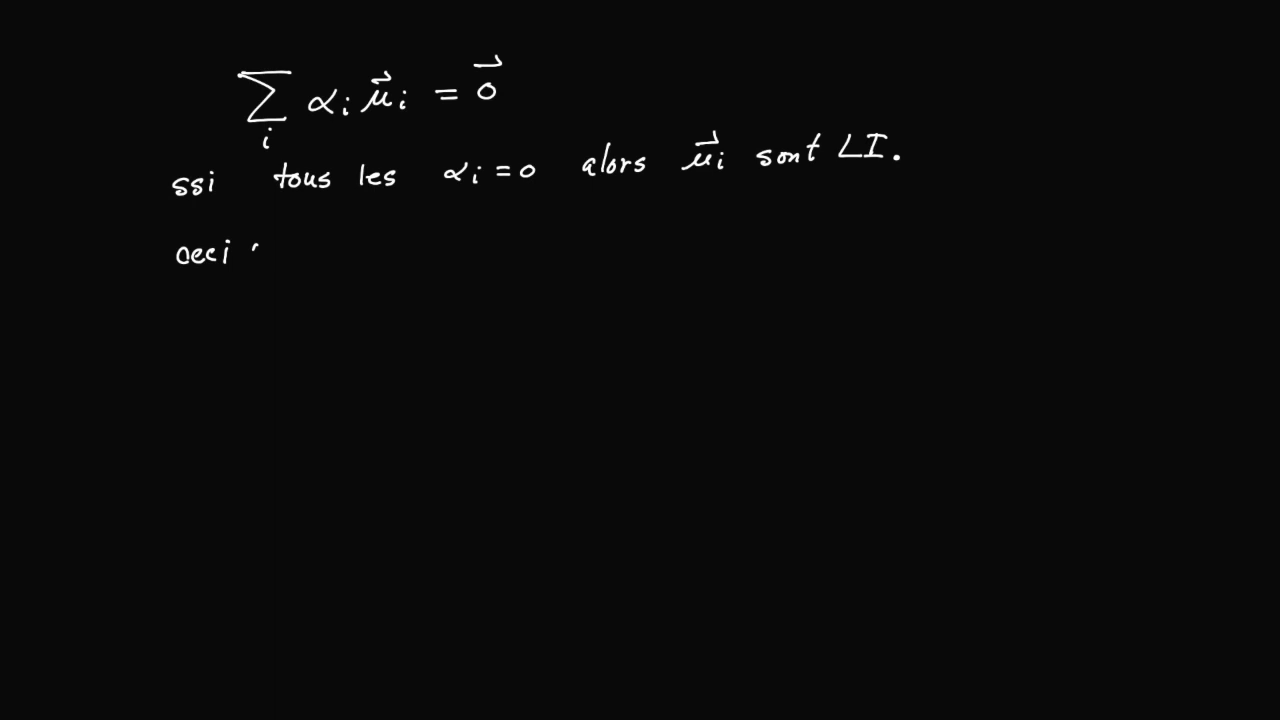 ∑ᵢ αᵢ μ⃗ᵢ = 0⃗
ssi tous les αᵢ = 0 alors μ⃗ᵢ sont LI.
ceci